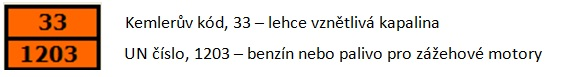 33 Kemlerův kód, 33 – lehce vznětlivá kapalina
1203 UN číslo, 1203 – benzín nebo palivo pro zážehové motory